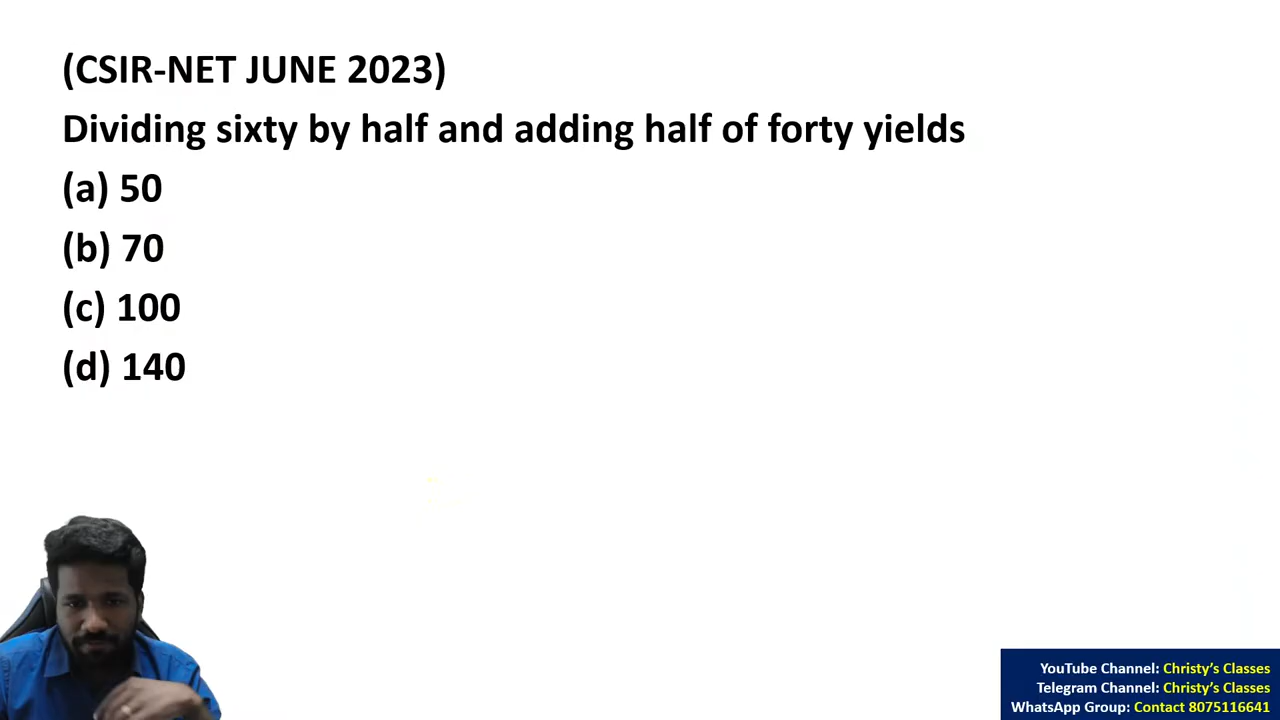 (CSIR-NET JUNE 2023)
Dividing sixty by half and adding half of forty yields
(a) 50
(b) 70
(c) 100
(d) 140
YouTube Channel: Christy's Classes
Telegram Channel: Christy's Classes
WhatsApp Group: Contact 8075116641